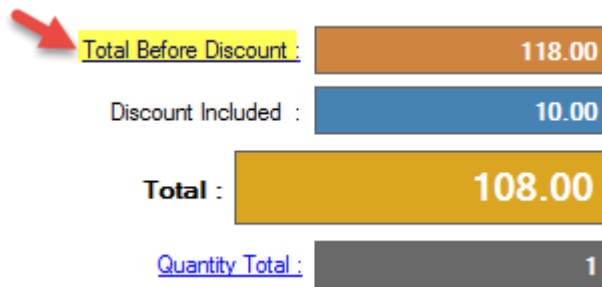 Total Before Discount : 118.00
Discount Included : 10.00
Total : 108.00
Quantity Total : 1